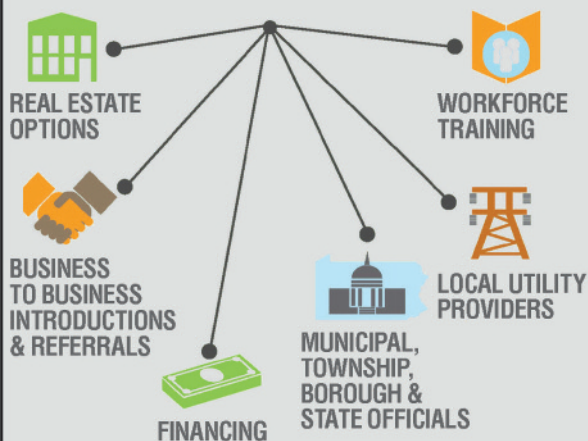 REAL ESTATE
OPTIONS
WORKFORCE
TRAINING
BUSINESS
TO BUSINESS
INTRODUCTIONS
& REFERRALS
LOCAL UTILITY
PROVIDERS
MUNICIPAL,
TOWNSHIP,
BOROUGH &
STATE OFFICIALS
FINANCING